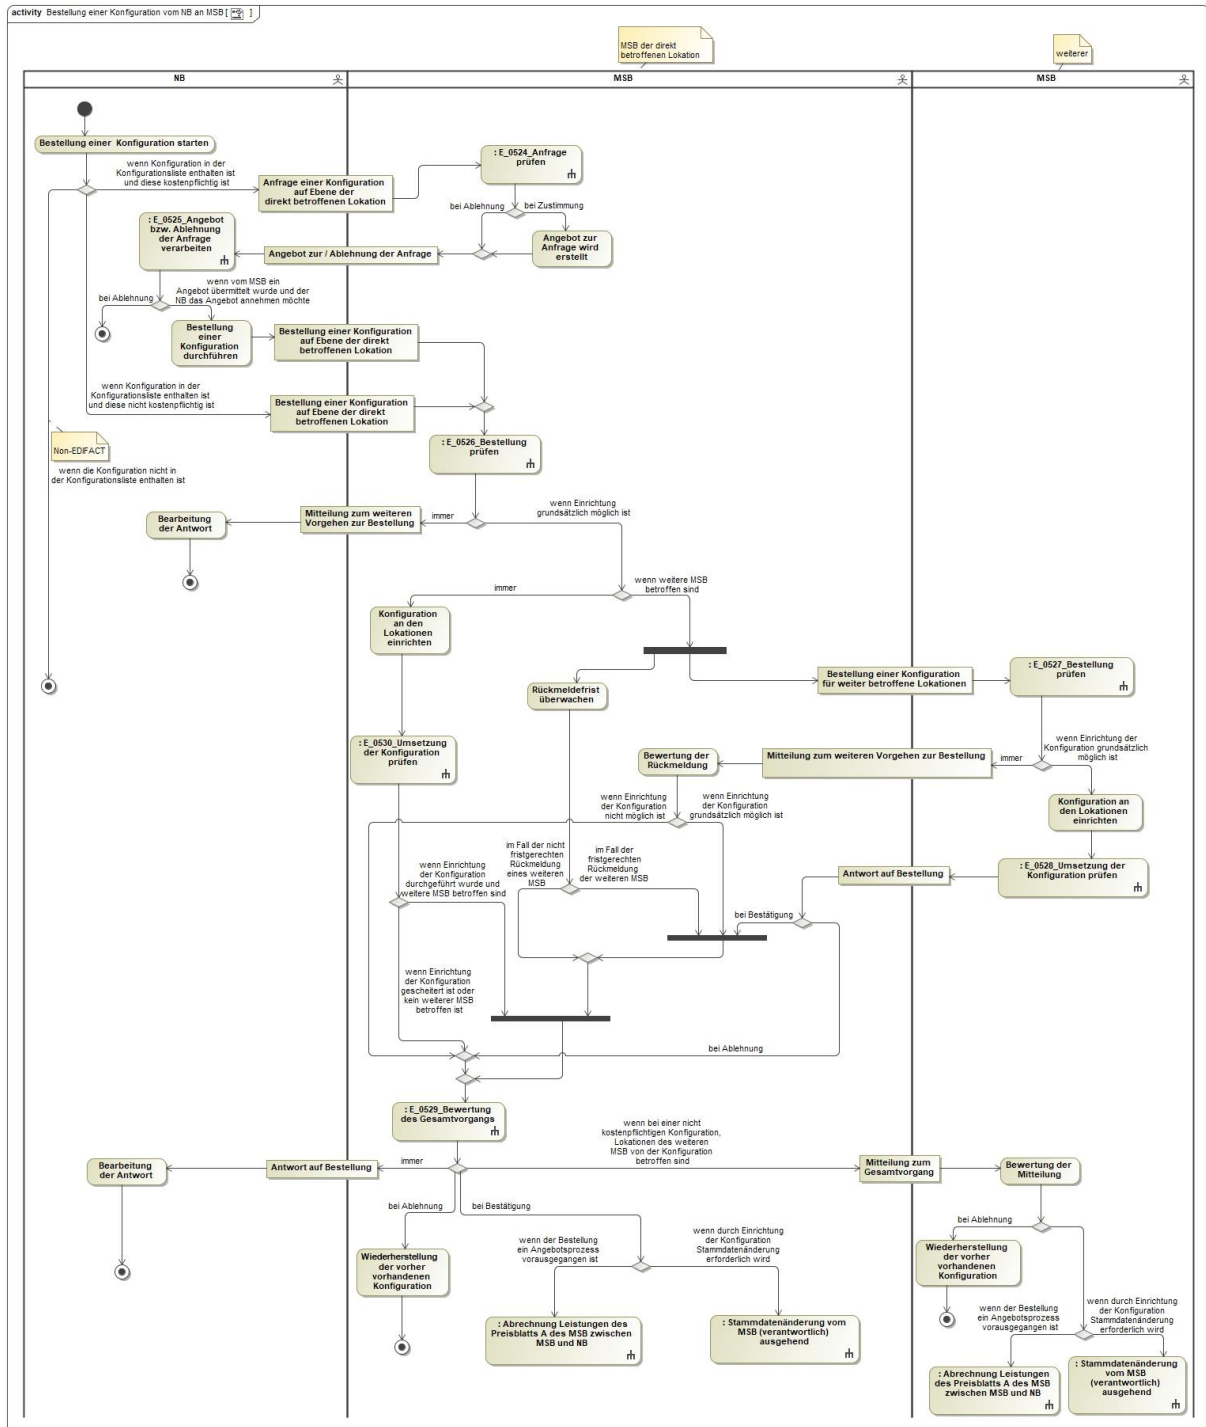 activity Bestellung einer Konfiguration vom NB an MSB [ ]
MSB der direkt
betroffenen Lokation
weiterer
NB
MSB
MSB
Bestellung einer Konfiguration starten
wenn Konfiguration in der
Konfigurationsliste enthalten ist
und diese kostenpflichtig ist
Anfrage einer Konfiguration
auf Ebene der
direkt betroffenen Lokation
: E_0524_Anfrage
prüfen
bei Ablehnung
bei Zustimmung
: E_0525_Angebot
bzw. Ablehnung
der Anfrage
verarbeiten
Angebot zur / Ablehnung der Anfrage
Angebot zur
Anfrage wird
erstellt
bei Ablehnung
wenn vom MSB ein
Angebot übermittelt wurde und der
NB das Angebot annehmen möchte
Bestellung
einer
Konfiguration
durchführen
Bestellung einer Konfiguration
auf Ebene der direkt
betroffenen Lokation
wenn Konfiguration in der
Konfigurationsliste enthalten ist
und diese nicht kostenpflichtig ist
Bestellung einer Konfiguration
auf Ebene der direkt
betroffenen Lokation
Non-EDIFACT
wenn die Konfiguration nicht in
der Konfigurationsliste enthalten ist
: E_0526_Bestellung
prüfen
Bearbeitung
der Antwort
Mitteilung zum weiteren
Vorgehen zur Bestellung
immer
wenn Einrichtung
grundsätzlich möglich ist
immer
wenn weitere MSB
betroffen sind
Konfiguration
an den
Lokationen
einrichten
Rückmeldefrist
überwachen
Bestellung einer Konfiguration
für weiter betroffene Lokationen
: E_0527_Bestellung
prüfen
: E_0530_Umsetzung
der Konfiguration
prüfen
Bewertung der
Rückmeldung
Mitteilung zum weiteren Vorgehen zur Bestellung
immer
wenn Einrichtung der
Konfiguration grundsätzlich
möglich ist
wenn Einrichtung
der Konfiguration
nicht möglich ist
wenn Einrichtung
der Konfiguration
grundsätzlich möglich ist
Konfiguration an
den Lokationen
einrichten
wenn Einrichtung
der Konfiguration
durchgeführt wurde und
weitere MSB betroffen sind
im Fall der nicht
fristgerechten
Rückmeldung
eines weiteren
MSB
im Fall der
fristgerechten
Rückmeldung
der weiteren MSB
Antwort auf Bestellung
: E_0528_Umsetzung der
Konfiguration prüfen
bei Bestätigung
wenn Einrichtung
der Konfiguration
gescheitert ist oder
kein weiterer MSB
betroffen ist
bei Ablehnung
: E_0529_Bewertung
des Gesamtvorgangs
wenn bei einer nicht
kostenpflichtigen Konfiguration,
Lokationen des weiteren
MSB von der Konfiguration
betroffen sind
Bearbeitung
der Antwort
Antwort auf Bestellung
immer
Mitteilung zum
Gesamtvorgang
Bewertung der
Mitteilung
bei Ablehnung
bei Bestätigung
Wiederherstellung
der vorher
vorhandenen
Konfiguration
wenn der Bestellung
ein Angebotsprozess
vorausgegangen ist
wenn durch Einrichtung
der Konfiguration
Stammdatenänderung
erforderlich wird
: Abrechnung Leistungen des
Preisblatts A des MSB zwischen
MSB und NB
: Stammdatenänderung vom
MSB (verantwortlich)
ausgehend
bei Ablehnung
Wiederherstellung
der vorher
vorhandenen
Konfiguration
wenn der Bestellung
ein Angebotsprozess
vorausgegangen ist
wenn durch Einrichtung
der Konfiguration
Stammdatenänderung
erforderlich wird
: Abrechnung Leistungen
des Preisblatts A des MSB
zwischen MSB und NB
: Stammdatenänderung
vom MSB
(verantwortlich)
ausgehend